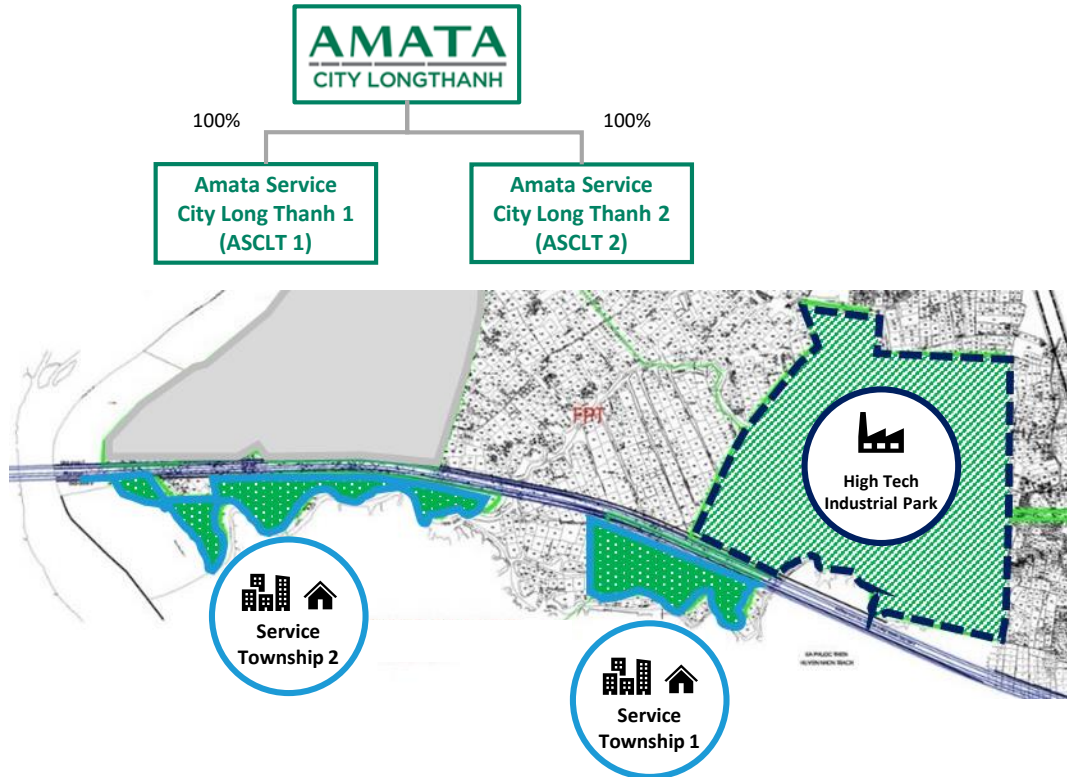 AMATA
CITY LONGTHANH
100%
100%
Amata Service
City Long Thanh 1
(ASCLT 1)
Amata Service
City Long Thanh 2
(ASCLT 2)
FPT
High Tech
Industrial Park
Service
Township 2
Service
Township 1